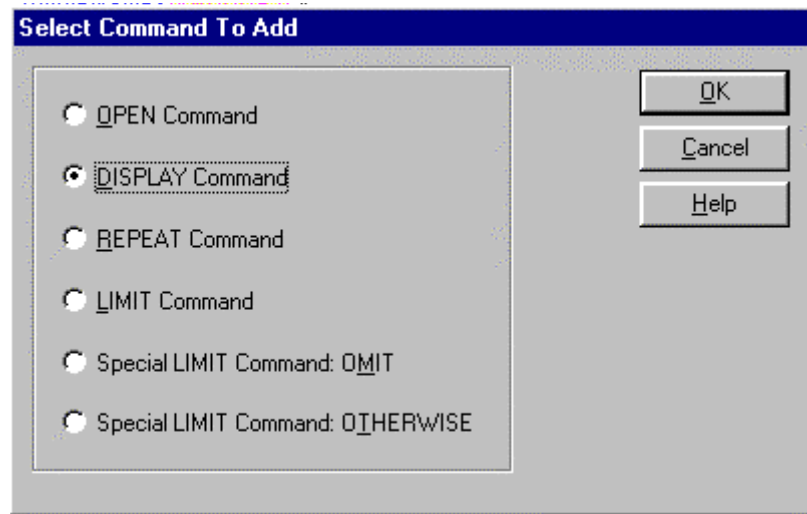 Select Command To Add
OPEN Command
DISPLAY Command
REPEAT Command
LIMIT Command
Special LIMIT Command: OMIT
Special LIMIT Command: OTHERWISE
OK
Cancel
Help